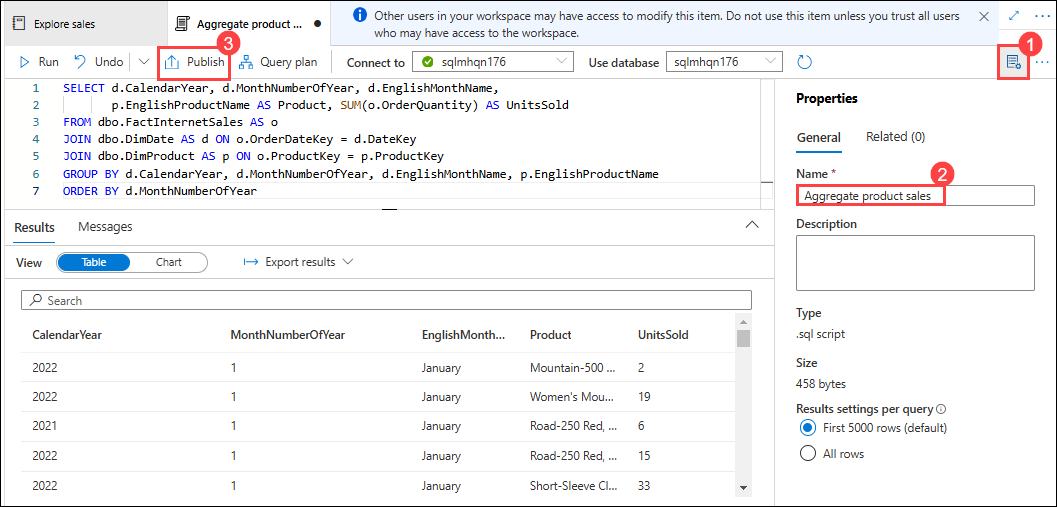 Explore sales
Aggregate product ...
Other users in your workspace may have access to modify this item. Do not use this item unless you trust all users
who may have access to the workspace.
1
3
Run
Undo
Publish
Query plan
Connect to
sqlmhqn176
Use database
sqlmhqn176
1 SELECT d.CalendarYear, d.MonthNumberOfYear, d.EnglishMonthName,
2 p.EnglishProductName AS Product, SUM(o.OrderQuantity) AS UnitsSold
3 FROM dbo.FactInternetSales AS o
4 JOIN dbo.DimDate AS d ON o.OrderDateKey = d.DateKey
5 JOIN dbo.DimProduct AS p ON o.ProductKey = p.ProductKey
6 GROUP BY d.CalendarYear, d.MonthNumberOfYear, d.EnglishMonthName, p.EnglishProductName
7 ORDER BY d.MonthNumberOfYear
Results
Messages
View
Table
Chart
Export results
Search
CalendarYear MonthNumberOfYear EnglishMonth... Product UnitsSold
2022 1 January Mountain-500 ... 2
2022 1 January Women's Mou... 19
2021 1 January Road-250 Red, ... 6
2022 1 January Road-250 Red, ... 15
2022 1 January Short-Sleeve Cl... 33
Properties
General
Related (0)
Name *
2
Aggregate product sales
Description
Type
.sql script
Size
458 bytes
Results settings per query
First 5000 rows (default)
All rows